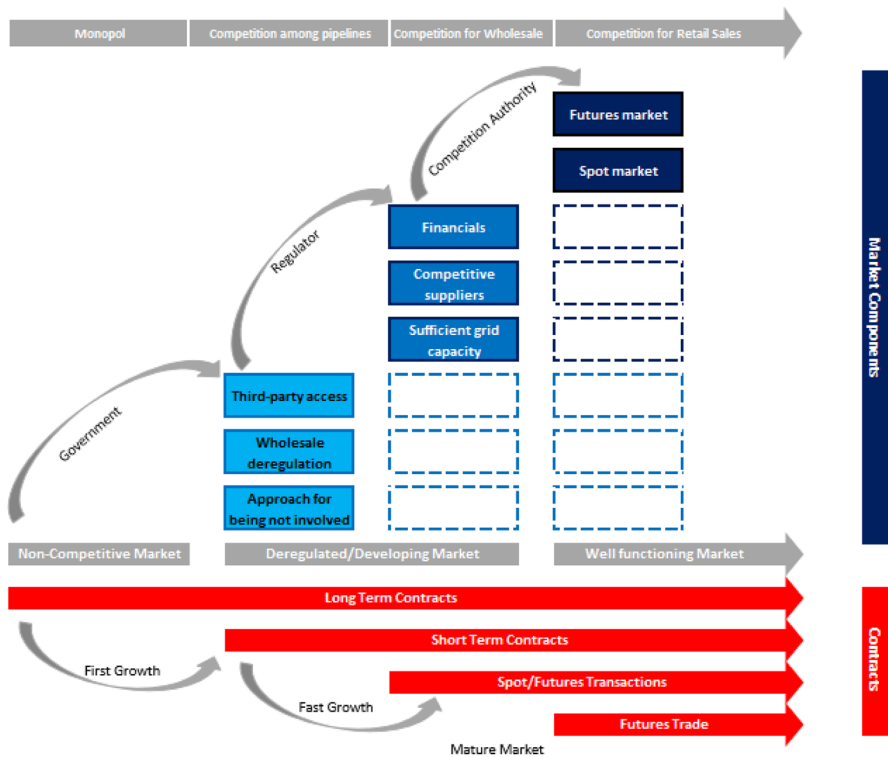 Monopol
Competition among pipelines
Competition for Wholesale
Competition for Retail Sales
Competition Authority
Futures market
Spot market
Regulator
Financials
Competitive
suppliers
Sufficient grid
capacity
Government
Third-party access
Wholesale
deregulation
Approach for
being not involved
Market Components
Non-Competitive Market
Deregulated/Developing Market
Well functioning Market
Long Term Contracts
Short Term Contracts
First Growth
Spot/Futures Transactions
Fast Growth
Futures Trade
Mature Market
Contracts